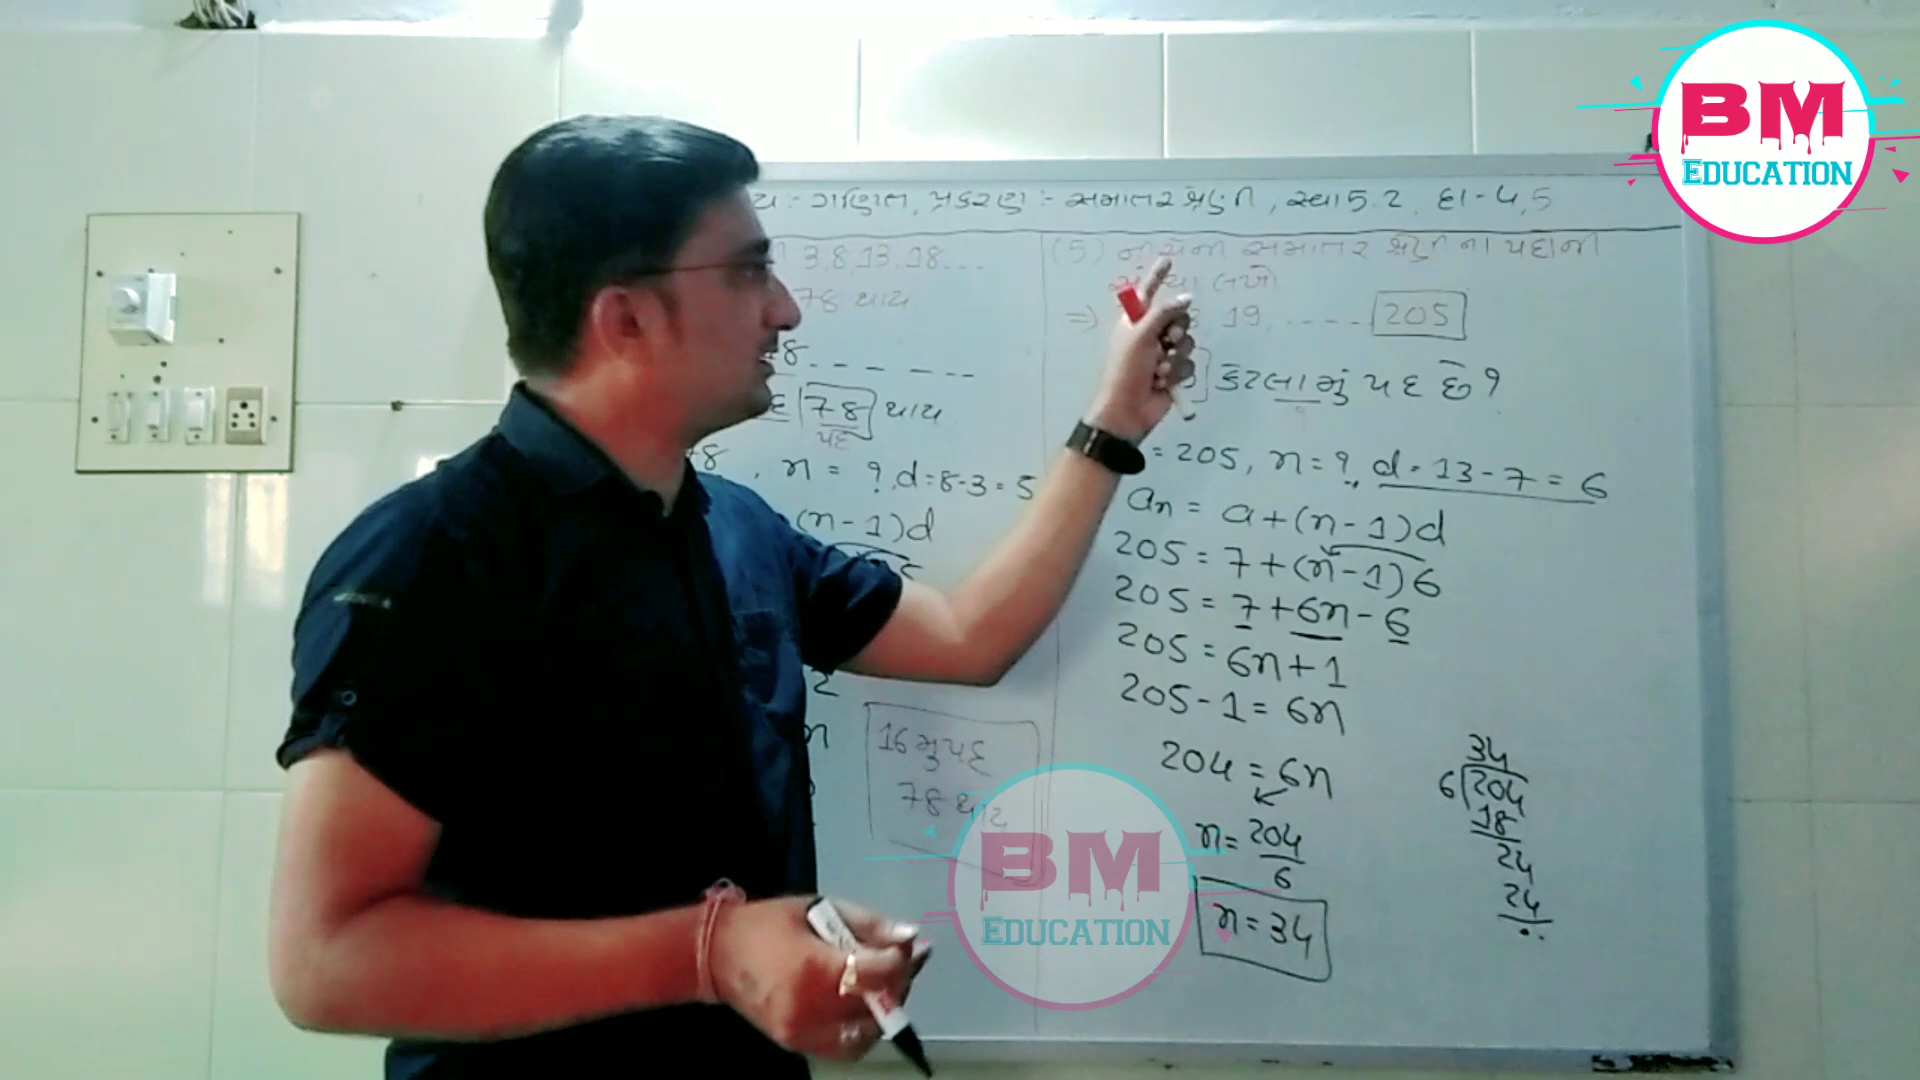 BM
EDUCATION
ય :- ગણિત, પ્રકરણ :- સમાંતર શ્રેણી, સ્વા 5.2, દા - 4, 5
3, 8, 13, 18 ...
78 થાય
8 - - - - -
78 થાય
પદ
, n = ?, d = 8 - 3 = 5
(n - 1)d
2
n
16 મુ પદ
78 થાય
(5) નીચેની સમાંતર શ્રેણી ના પદોની
લખો
⇒ , 19, ..... 205
કેટલામું પદ છે ?
= 205, n = ?, d = 13 - 7 = 6
an = a + (n - 1)d
205 = 7 + (n - 1)6
205 = 7 + 6n - 6
205 = 6n + 1
205 - 1 = 6n
204 = 6n
n = 204
6
n = 34
34
6 204
18
24
24
BM
EDUCATION